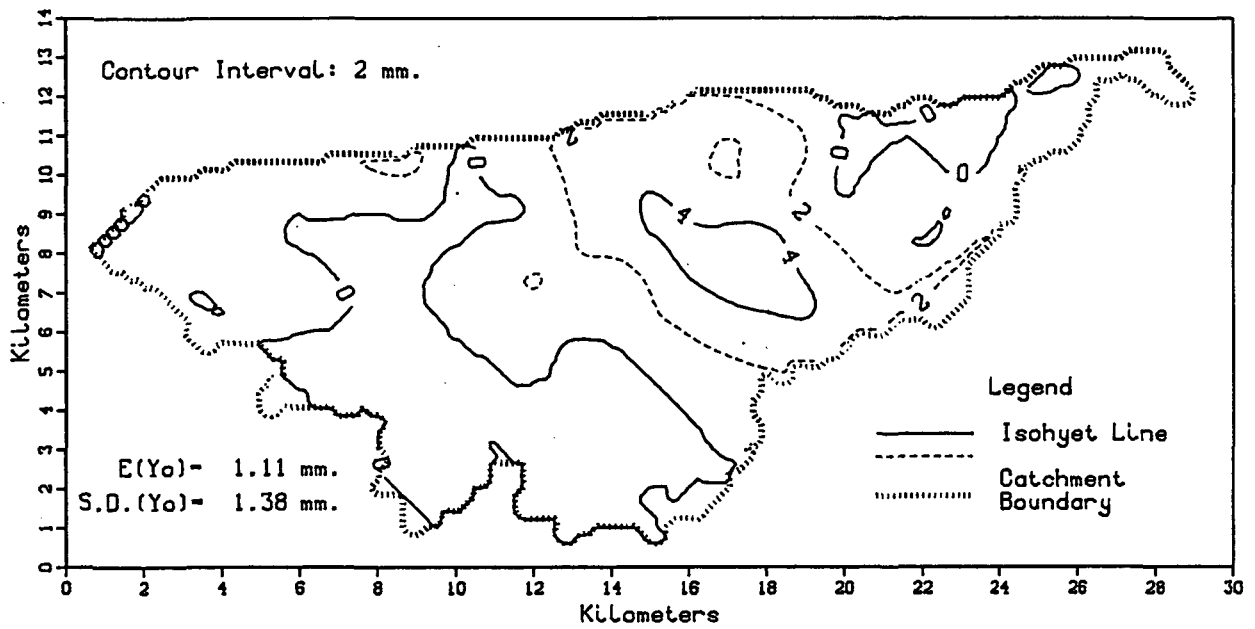 14
13
12
11
10
9
8
7
6
5
4
3
2
1
0
Kilometers
Contour Interval: 2 mm.
2
0
0
0
0
2
4
4
0
2
E(Yo)- 1.11 mm.
S.D.(Yo)- 1.38 mm.
Legend
Isohyet Line
Catchment
Boundary
0 2 4 6 8 10 12 14 16 18 20 22 24 26 28 30
Kilometers